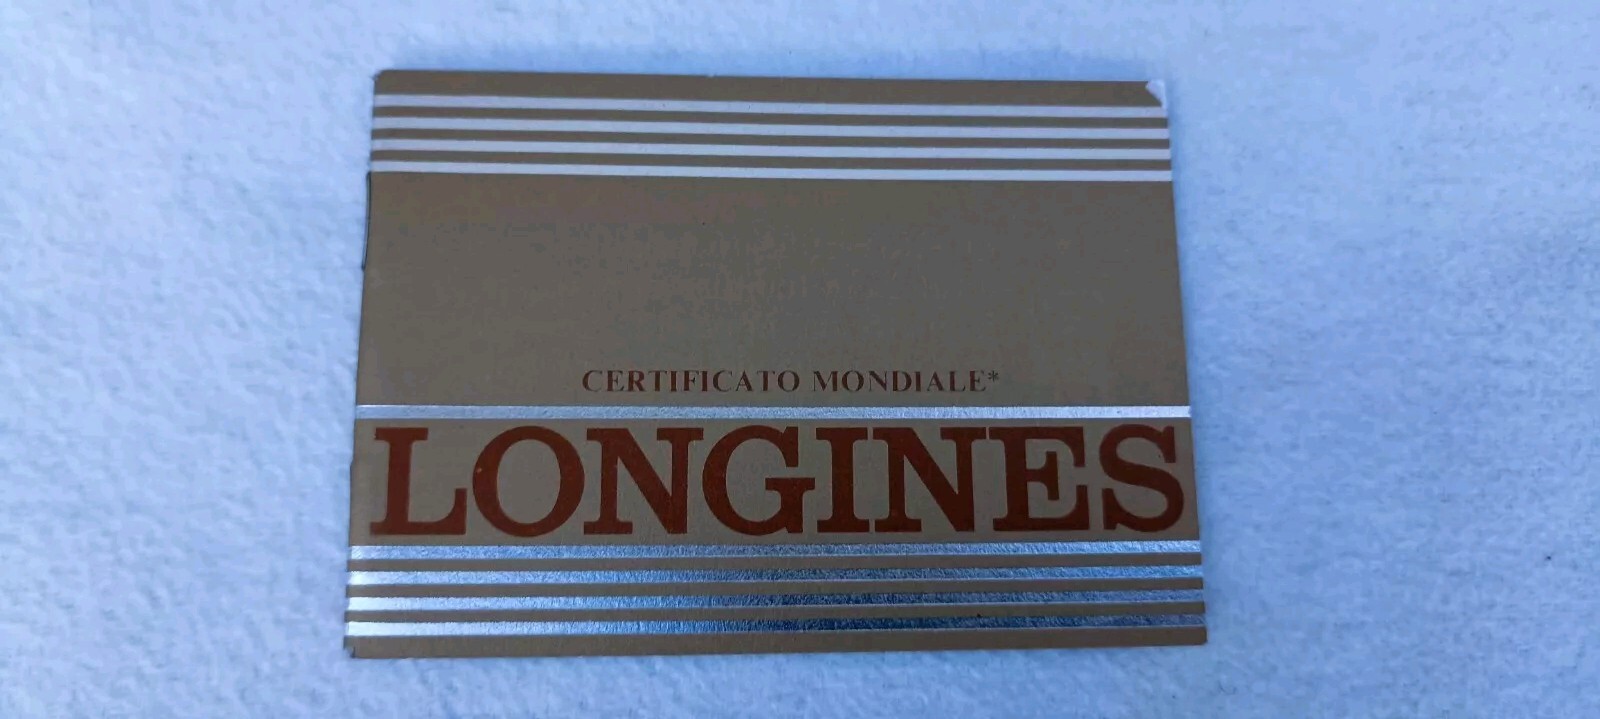 CERTIFICATO MONDIALE*
LONGINES